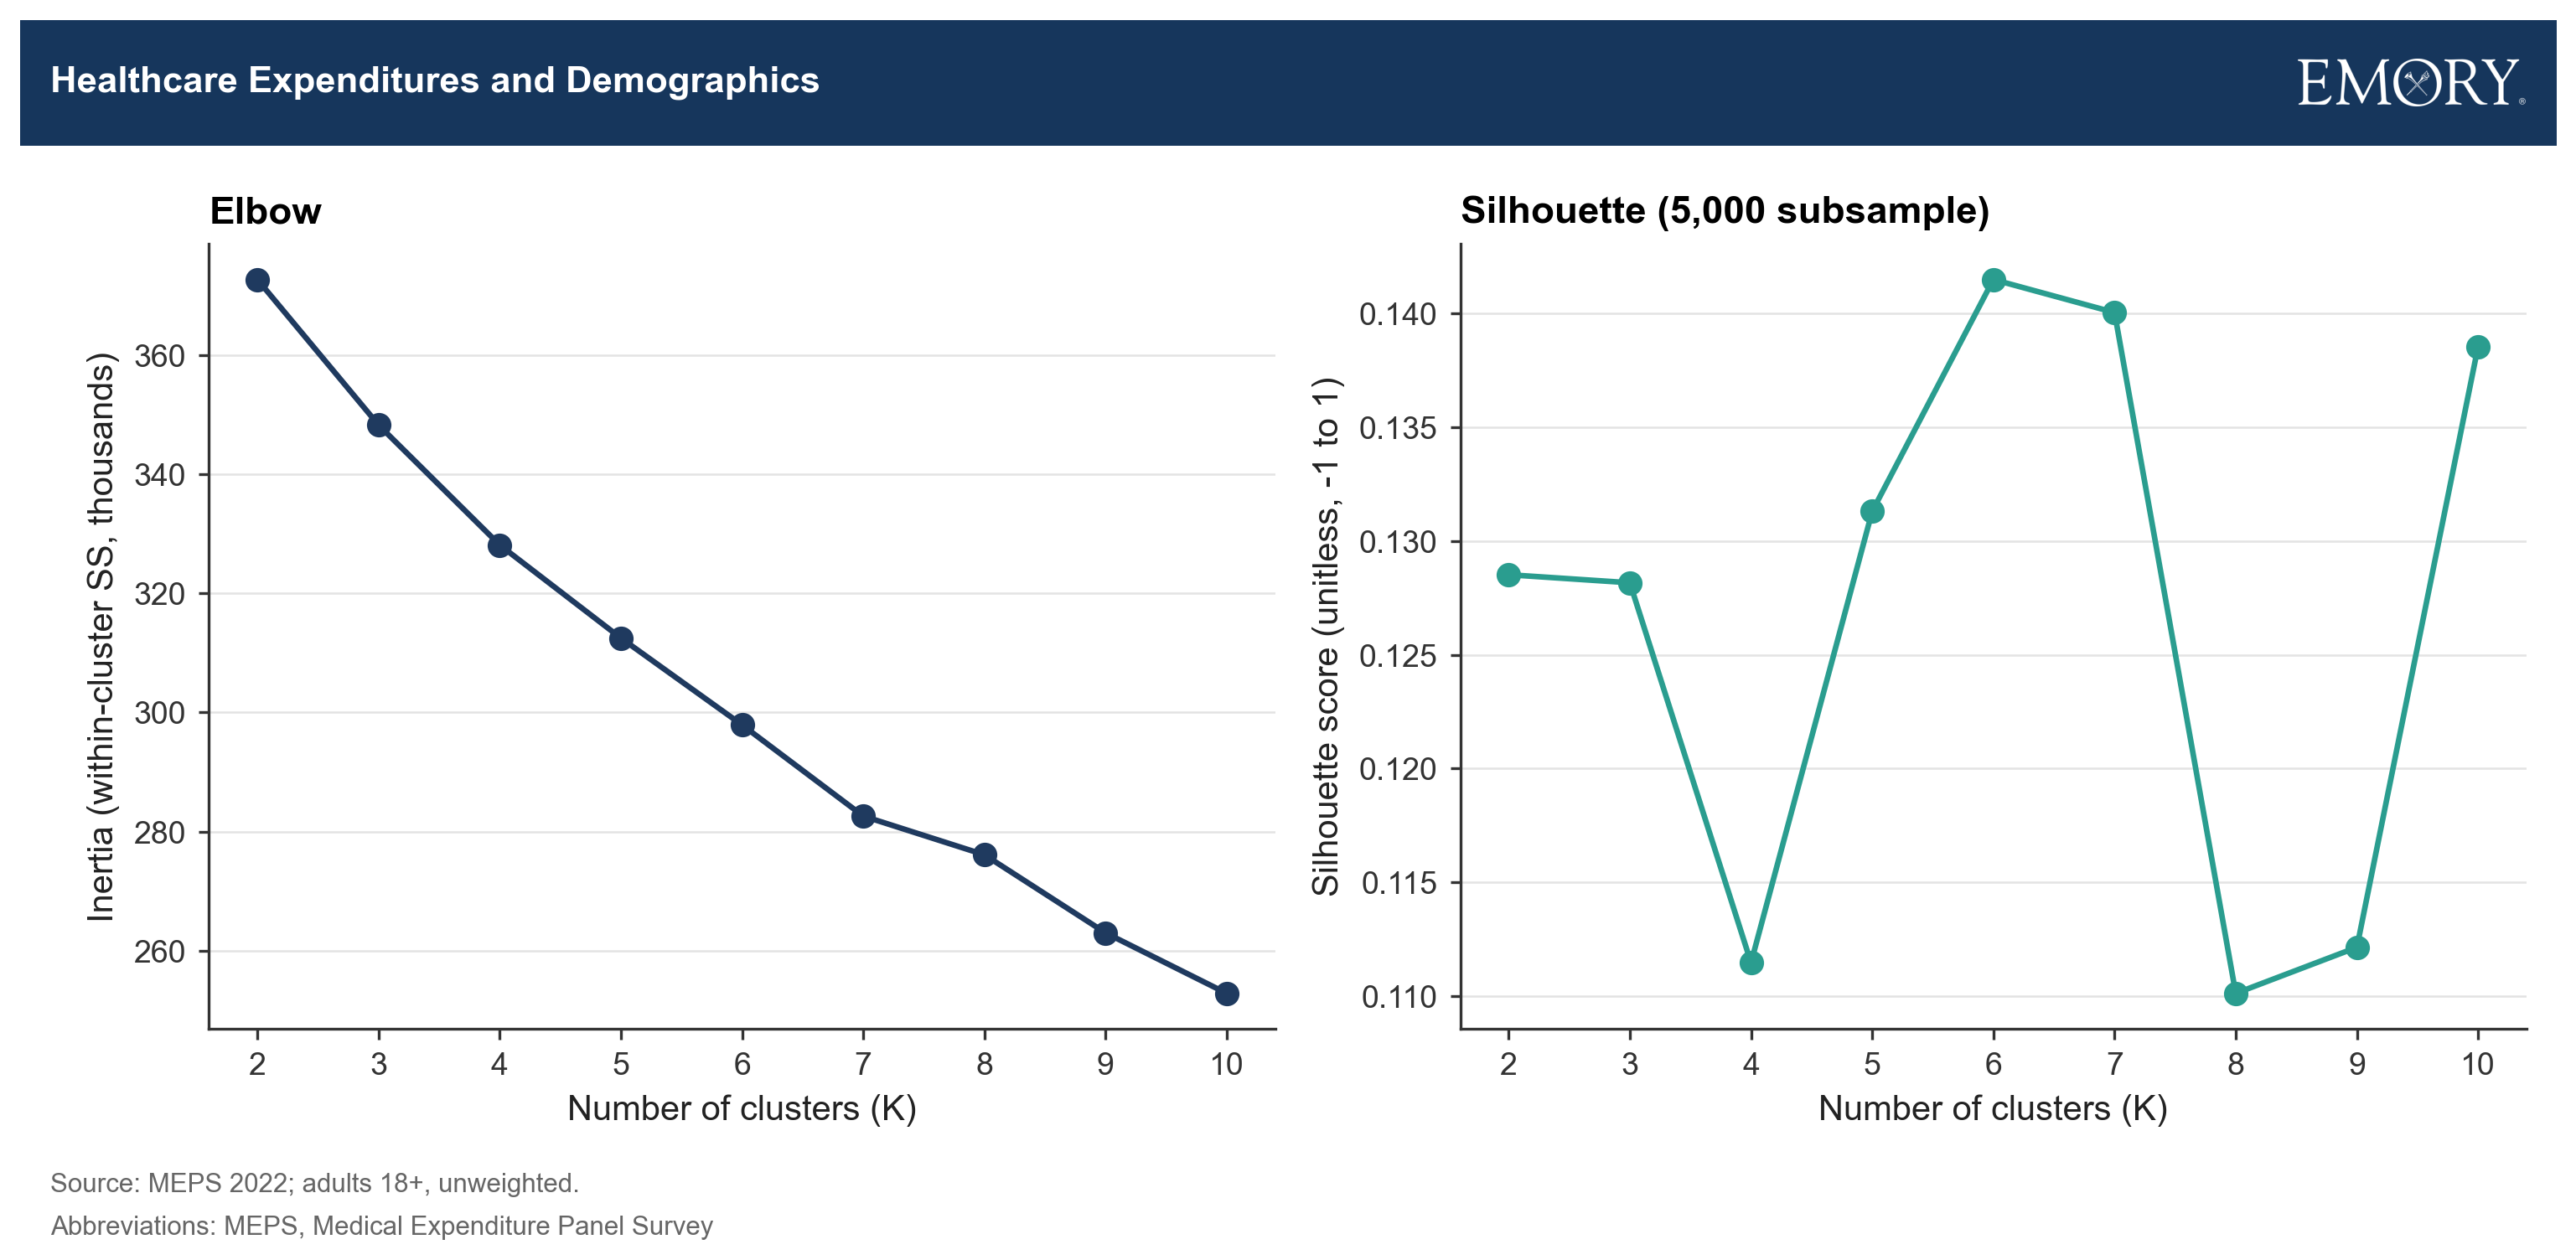 Healthcare Expenditures and Demographics
EMORY®
Elbow
Inertia (within-cluster SS, thousands)
360
340
320
300
280
260
2 3 4 5 6 7 8 9 10
Number of clusters (K)
Silhouette (5,000 subsample)
Silhouette score (unitless, -1 to 1)
0.140
0.135
0.130
0.125
0.120
0.115
0.110
2 3 4 5 6 7 8 9 10
Number of clusters (K)
Source: MEPS 2022; adults 18+, unweighted.
Abbreviations: MEPS, Medical Expenditure Panel Survey